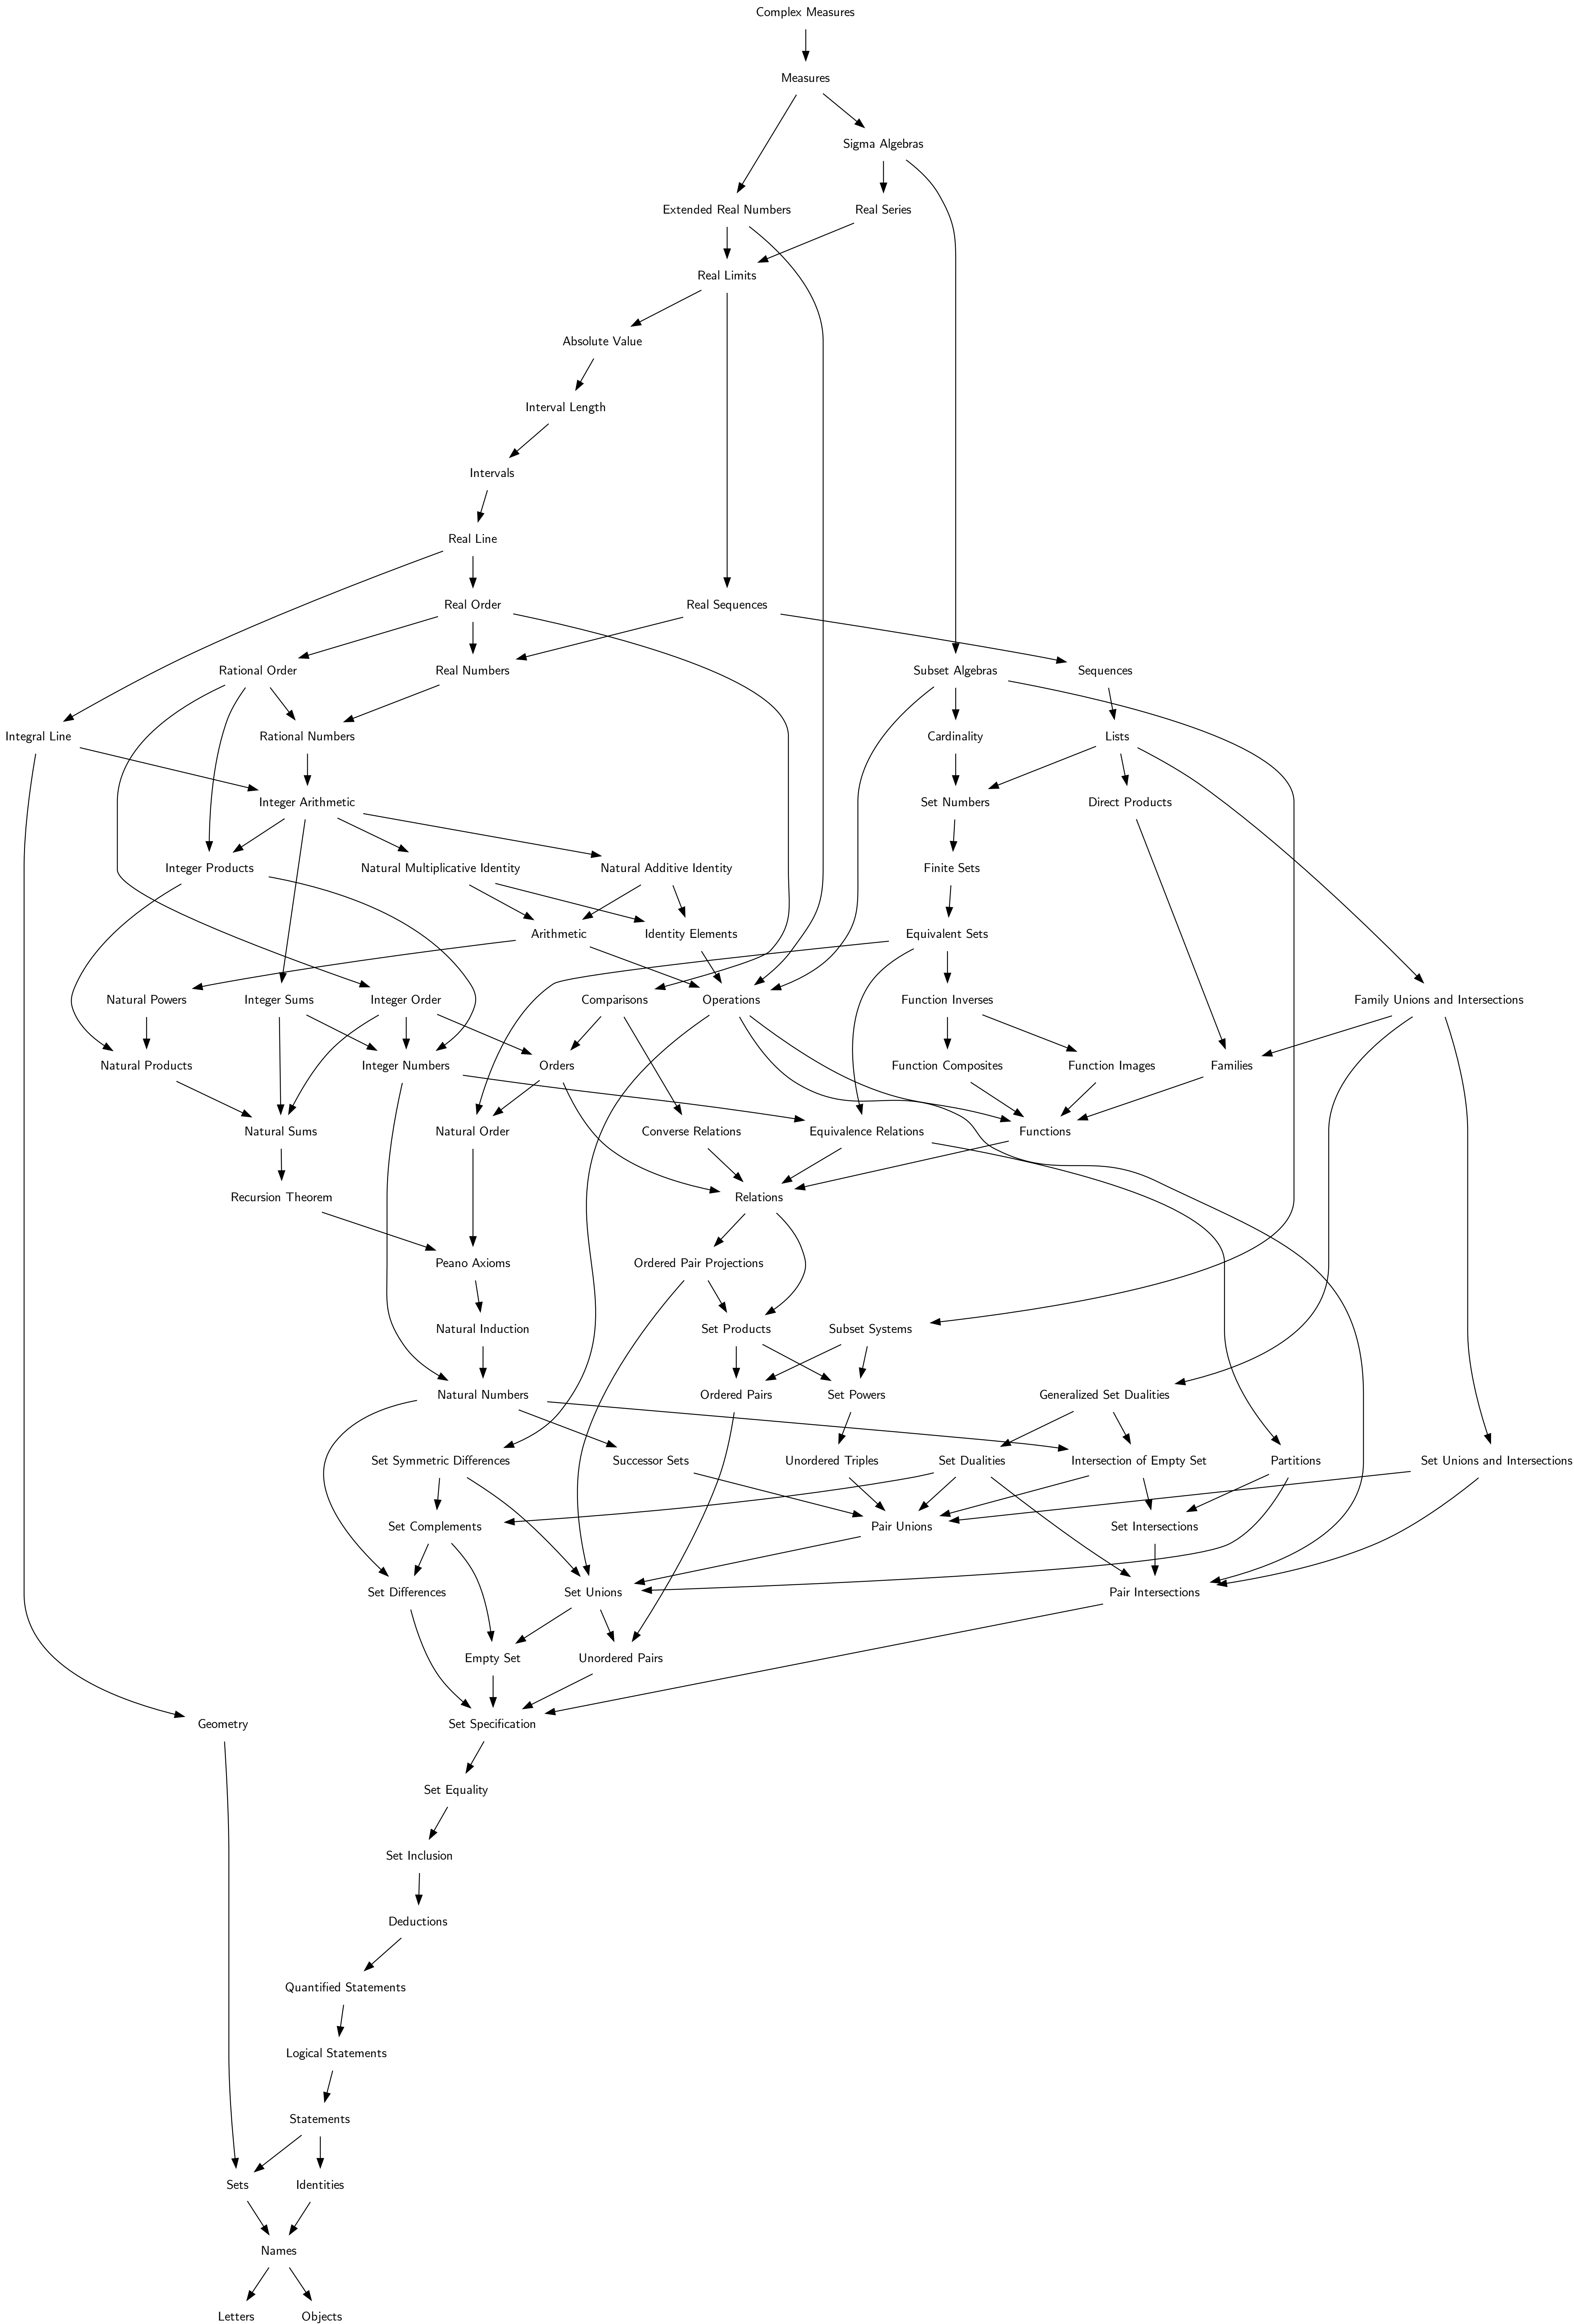 Complex Measures
Measures
Sigma Algebras
Extended Real Numbers
Real Series
Real Limits
Absolute Value
Interval Length
Intervals
Real Line
Real Order
Real Sequences
Rational Order
Real Numbers
Subset Algebras
Sequences
Integral Line
Rational Numbers
Cardinality
Lists
Integer Arithmetic
Set Numbers
Direct Products
Integer Products
Natural Multiplicative Identity
Natural Additive Identity
Finite Sets
Arithmetic
Identity Elements
Equivalent Sets
Natural Powers
Integer Sums
Integer Order
Comparisons
Operations
Function Inverses
Family Unions and Intersections
Natural Products
Integer Numbers
Orders
Function Composites
Function Images
Families
Natural Sums
Natural Order
Converse Relations
Equivalence Relations
Functions
Recursion Theorem
Relations
Peano Axioms
Ordered Pair Projections
Natural Induction
Set Products
Subset Systems
Natural Numbers
Ordered Pairs
Set Powers
Generalized Set Dualities
Set Symmetric Differences
Successor Sets
Unordered Triples
Set Dualities
Intersection of Empty Set
Partitions
Set Unions and Intersections
Set Complements
Pair Unions
Set Intersections
Set Differences
Set Unions
Pair Intersections
Empty Set
Unordered Pairs
Geometry
Set Specification
Set Equality
Set Inclusion
Deductions
Quantified Statements
Logical Statements
Statements
Sets
Identities
Names
Letters
Objects